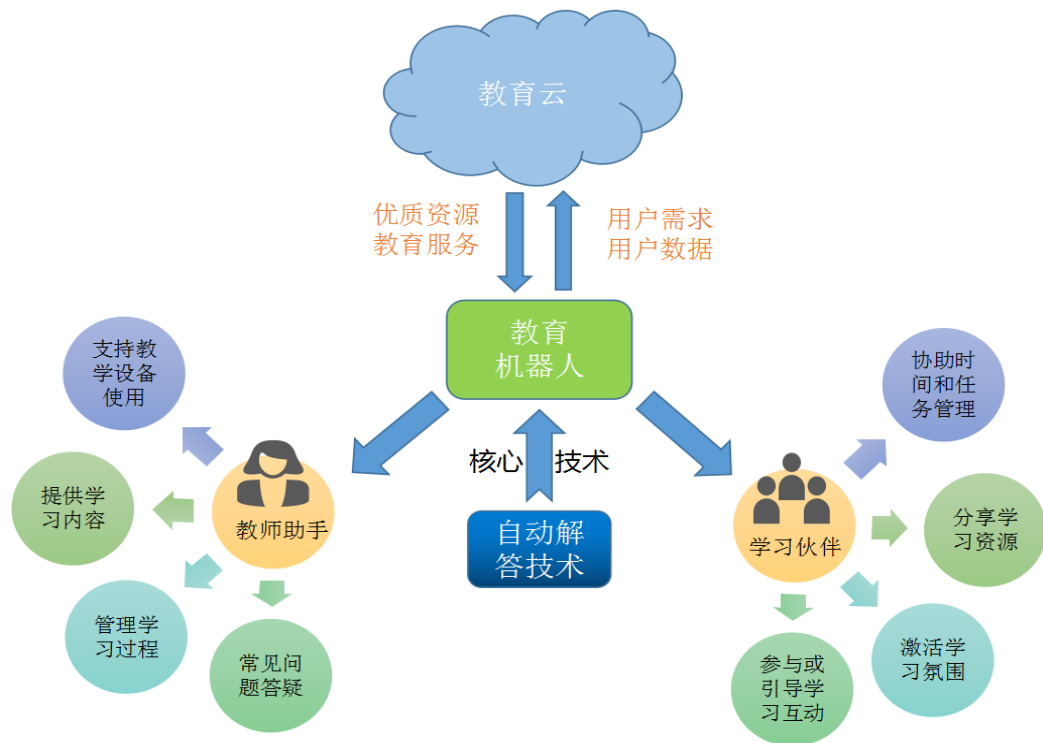 教育云
优质资源
教育服务
用户需求
用户数据
教育
机器人
核心 技术
自动解
答技术
支持教
学设备
使用
提供学
习内容
教师助手
管理学
习过程
常见问
题答疑
协助时
间和任
务管理
分享学
习资源
学习伙伴
激活学
习氛围
参与或
引导学
习互动